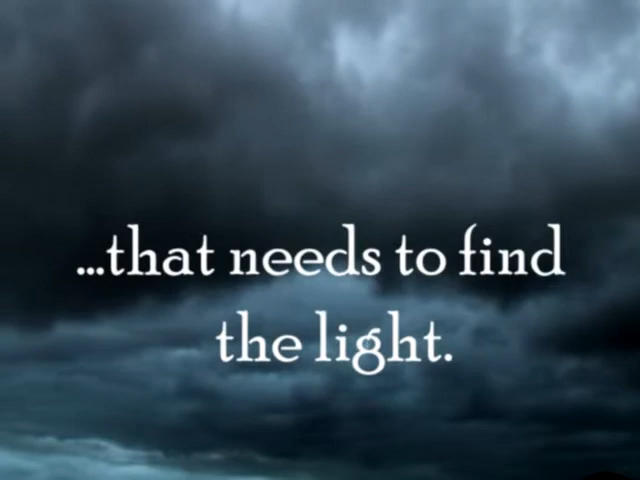 ...that needs to find
the light.